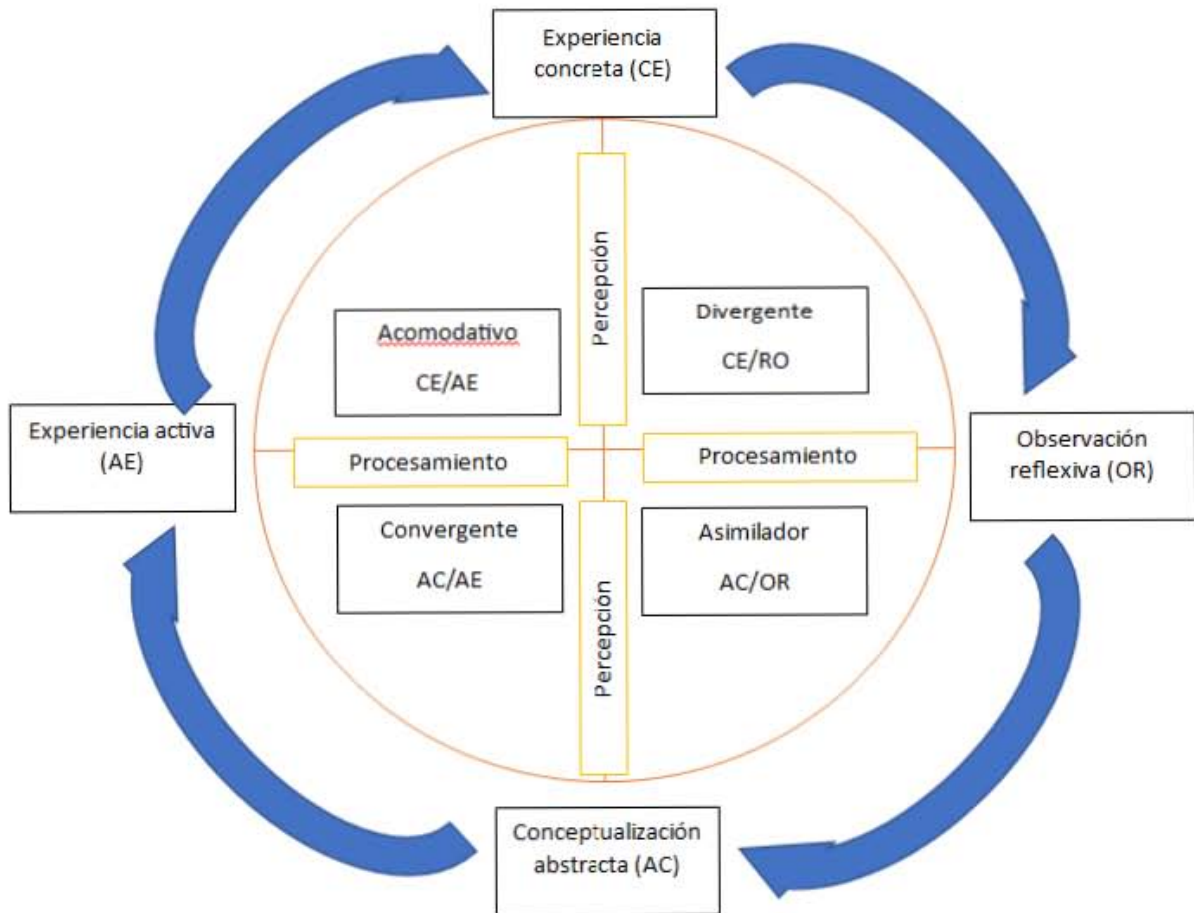 Experiencia
concreta (CE)
Percepción
Divergente
CE/RO
Acomodativo
CE/AE
Experiencia activa
(AE)
Procesamiento
Procesamiento
Observación
reflexiva (OR)
Convergente
AC/AE
Asimilador
AC/OR
Percepción
Conceptualización
abstracta (AC)